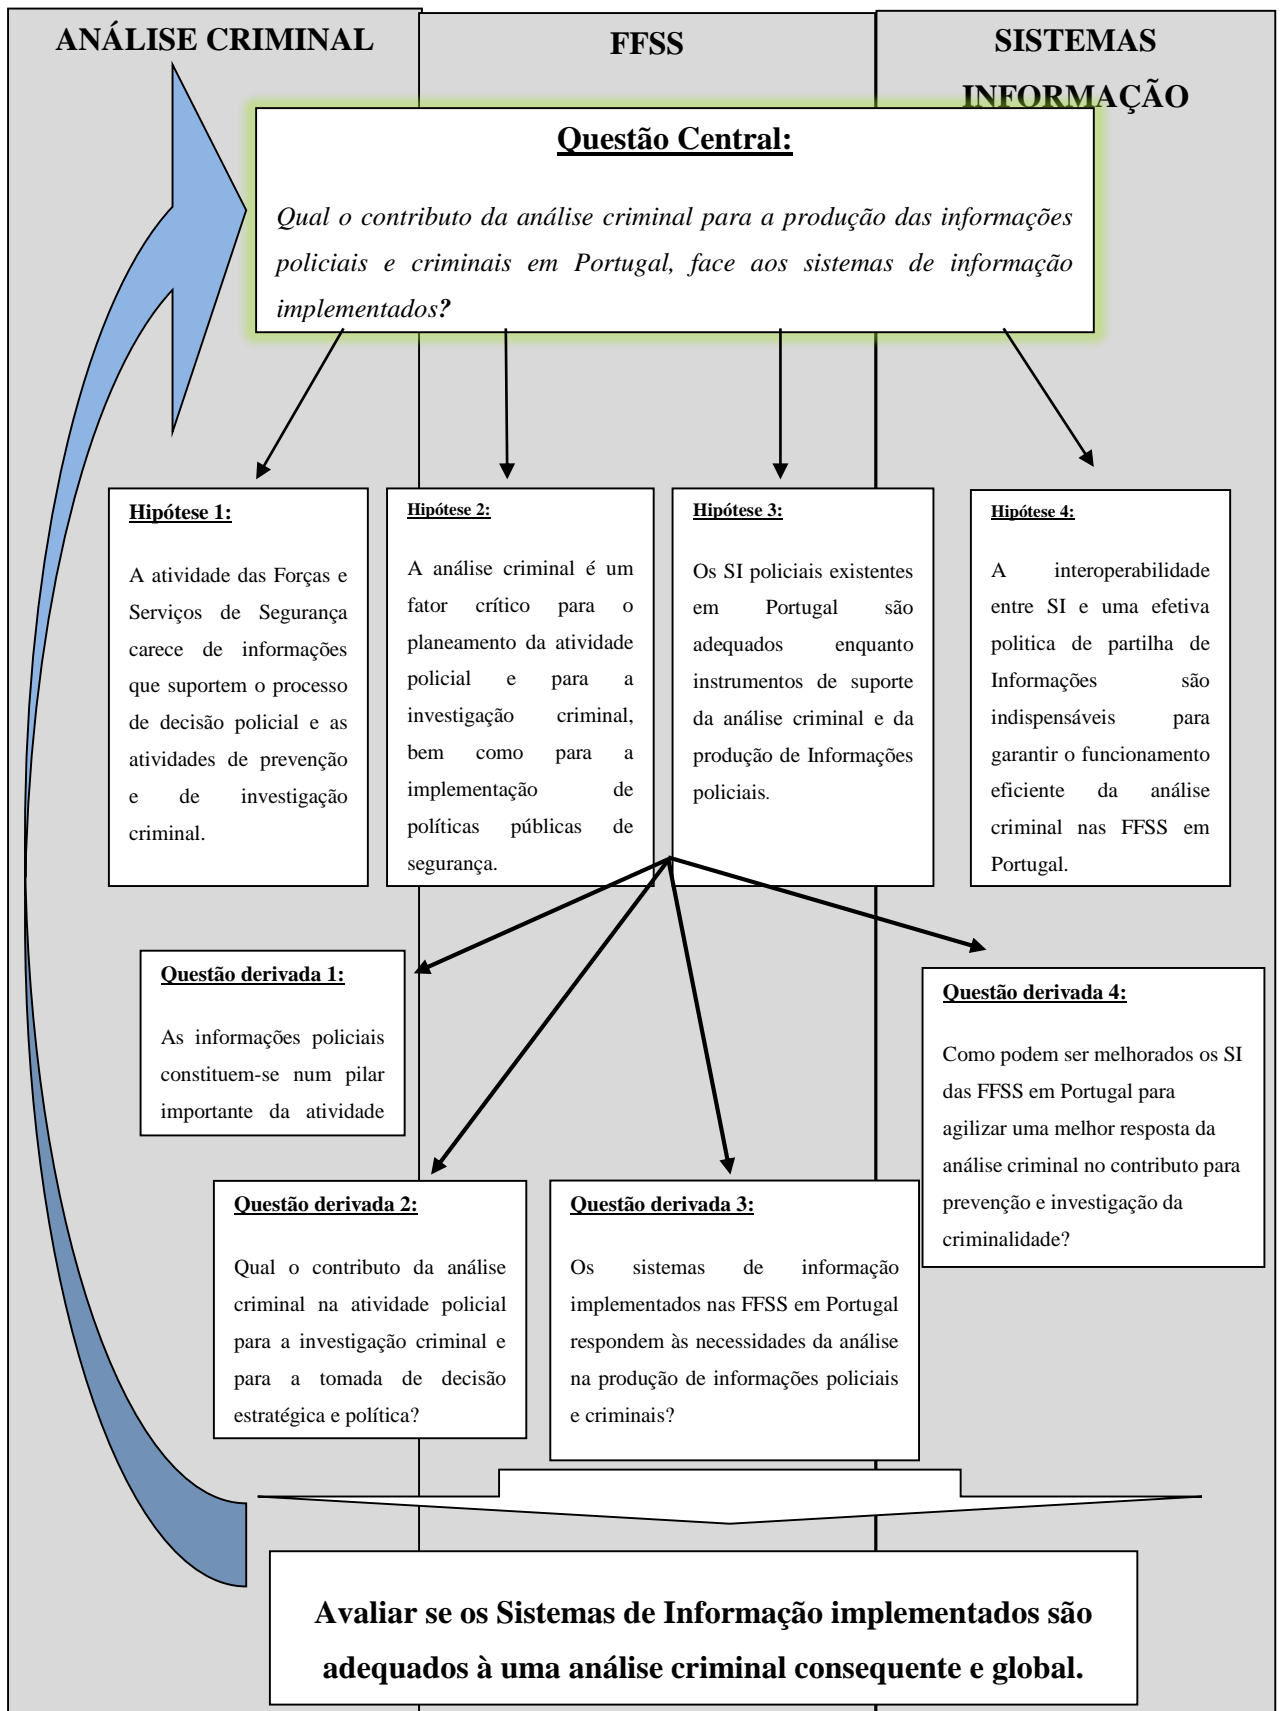 ANÁLISE CRIMINAL
FFSS
SISTEMAS
INFORMAÇÃO
Questão Central:
Qual o contributo da análise criminal para a produção das informações
policiais e criminais em Portugal, face aos sistemas de informação
implementados?
Hipótese 1:
A atividade das Forças e
Serviços de Segurança
carece de informações
que suportem o processo
de decisão policial e as
atividades de prevenção
e de investigação
criminal.
Hipótese 2:
A análise criminal é um
fator crítico para o
planeamento da atividade
policial e para a
investigação criminal,
bem como para a
implementação de
políticas públicas de
segurança.
Hipótese 3:
Os SI policiais existentes
em Portugal são
adequados enquanto
instrumentos de suporte
da análise criminal e da
produção de Informações
policiais.
Hipótese 4:
A interoperabilidade
entre SI e uma efetiva
politica de partilha de
Informações são
indispensáveis para
garantir o funcionamento
eficiente da análise
criminal nas FFSS em
Portugal.
Questão derivada 1:
As informações policiais
constituem-se num pilar
importante da atividade
Questão derivada 4:
Como podem ser melhorados os SI
das FFSS em Portugal para
agilizar uma melhor resposta da
análise criminal no contributo para
prevenção e investigação da
criminalidade?
Questão derivada 2:
Qual o contributo da análise
criminal na atividade policial
para a investigação criminal e
para a tomada de decisão
estratégica e política?
Questão derivada 3:
Os sistemas de informação
implementados nas FFSS em Portugal
respondem às necessidades da análise
na produção de informações policiais
e criminais?
Avaliar se os Sistemas de Informação implementados são
adequados à uma análise criminal consequente e global.